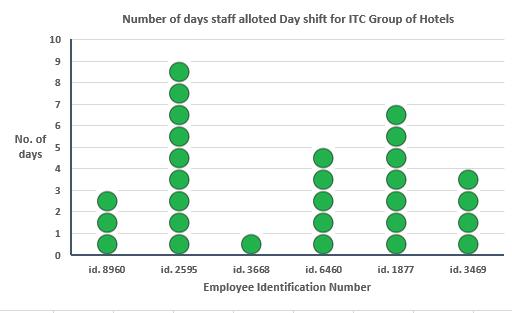 Number of days staff alloted Day shift for ITC Group of Hotels
10
9
8
7
6
5
4
3
2
1
0
No. of
days
id. 8960 id. 2595 id. 3668 id. 6460 id. 1877 id. 3469
Employee Identification Number